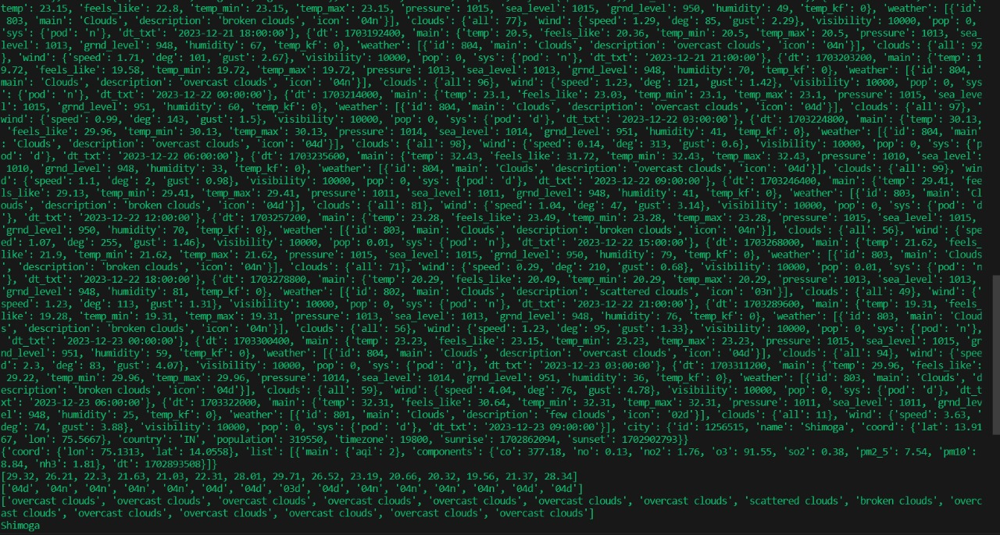 temp': 23.15, 'feels_like': 22.8, 'temp_min': 23.15, 'temp_max': 23.15, 'pressure': 1015, 'sea_level': 1015, 'grnd_level': 950, 'humidity': 49, 'temp_kf': 0}, 'weather': [{'id':
 803, 'main': 'Clouds', 'description': 'broken clouds', 'icon': '04n'}], 'clouds': {'all': 77}, 'wind': {'speed': 1.29, 'deg': 85, 'gust': 2.29}, 'visibility': 10000, 'pop': 0,
'sys': {'pod': 'n'}, 'dt_txt': '2023-12-21 18:00:00'}, {'dt': 1703192400, 'main': {'temp': 20.5, 'feels_like': 20.36, 'temp_min': 20.5, 'temp_max': 20.5, 'pressure': 1013, 'sea_
level': 1013, 'grnd_level': 948, 'humidity': 67, 'temp_kf': 0}, 'weather': [{'id': 804, 'main': 'Clouds', 'description': 'overcast clouds', 'icon': '04n'}], 'clouds': {'all': 92
}, 'wind': {'speed': 1.71, 'deg': 101, 'gust': 2.67}, 'visibility': 10000, 'pop': 0, 'sys': {'pod': 'n'}, 'dt_txt': '2023-12-21 21:00:00'}, {'dt': 1703203200, 'main': {'temp': 1
9.72, 'feels_like': 19.58, 'temp_min': 19.72, 'temp_max': 19.72, 'pressure': 1013, 'sea_level': 1013, 'grnd_level': 948, 'humidity': 70, 'temp_kf': 0}, 'weather': [{'id': 804, '
main': 'Clouds', 'description': 'overcast clouds', 'icon': '04n'}], 'clouds': {'all': 96}, 'wind': {'speed': 1.23, 'deg': 121, 'gust': 1.42}, 'visibility': 10000, 'pop': 0, 'sys
': {'pod': 'n'}, 'dt_txt': '2023-12-22 00:00:00'}, {'dt': 1703214000, 'main': {'temp': 23.1, 'feels_like': 23.03, 'temp_min': 23.1, 'temp_max': 23.1, 'pressure': 1015, 'sea_leve
l': 1015, 'grnd_level': 951, 'humidity': 60, 'temp_kf': 0}, 'weather': [{'id': 804, 'main': 'Clouds', 'description': 'overcast clouds', 'icon': '04d'}], 'clouds': {'all': 97}, '
wind': {'speed': 0.99, 'deg': 143, 'gust': 1.5}, 'visibility': 10000, 'pop': 0, 'sys': {'pod': 'd'}, 'dt_txt': '2023-12-22 03:00:00'}, {'dt': 1703224800, 'main': {'temp': 30.13,
'feels_like': 29.96, 'temp_min': 30.13, 'temp_max': 30.13, 'pressure': 1014, 'sea_level': 1014, 'grnd_level': 951, 'humidity': 41, 'temp_kf': 0}, 'weather': [{'id': 804, 'main'
: 'Clouds', 'description': 'overcast clouds', 'icon': '04d'}], 'clouds': {'all': 98}, 'wind': {'speed': 0.14, 'deg': 313, 'gust': 0.6}, 'visibility': 10000, 'pop': 0, 'sys': {'p
od': 'd'}, 'dt_txt': '2023-12-22 06:00:00'}, {'dt': 1703235600, 'main': {'temp': 32.43, 'feels_like': 31.72, 'temp_min': 32.43, 'temp_max': 32.43, 'pressure': 1010, 'sea_level':
 1010, 'grnd_level': 948, 'humidity': 33, 'temp_kf': 0}, 'weather': [{'id': 804, 'main': 'Clouds', 'description': 'overcast clouds', 'icon': '04d'}], 'clouds': {'all': 99}, 'win
d': {'speed': 1.1, 'deg': 2, 'gust': 0.98}, 'visibility': 10000, 'pop': 0, 'sys': {'pod': 'd'}, 'dt_txt': '2023-12-22 09:00:00'}, {'dt': 1703246400, 'main': {'temp': 29.41, 'fee
ls_like': 29.13, 'temp_min': 29.41, 'temp_max': 29.41, 'pressure': 1011, 'sea_level': 1011, 'grnd_level': 948, 'humidity': 41, 'temp_kf': 0}, 'weather': [{'id': 803, 'main': 'Cl
ouds', 'description': 'broken clouds', 'icon': '04d'}], 'clouds': {'all': 81}, 'wind': {'speed': 1.04, 'deg': 47, 'gust': 3.14}, 'visibility': 10000, 'pop': 0, 'sys': {'pod': 'd
'}, 'dt_txt': '2023-12-22 12:00:00'}, {'dt': 1703257200, 'main': {'temp': 23.28, 'feels_like': 23.49, 'temp_min': 23.28, 'temp_max': 23.28, 'pressure': 1015, 'sea_level': 1015,
'grnd_level': 950, 'humidity': 70, 'temp_kf': 0}, 'weather': [{'id': 803, 'main': 'Clouds', 'description': 'broken clouds', 'icon': '04n'}], 'clouds': {'all': 56}, 'wind': {'spe
ed': 1.07, 'deg': 255, 'gust': 1.46}, 'visibility': 10000, 'pop': 0.01, 'sys': {'pod': 'n'}, 'dt_txt': '2023-12-22 15:00:00'}, {'dt': 1703268000, 'main': {'temp': 21.62, 'feels_
like': 21.9, 'temp_min': 21.62, 'temp_max': 21.62, 'pressure': 1015, 'sea_level': 1015, 'grnd_level': 950, 'humidity': 79, 'temp_kf': 0}, 'weather': [{'id': 803, 'main': 'Clouds
', 'description': 'broken clouds', 'icon': '04n'}], 'clouds': {'all': 71}, 'wind': {'speed': 0.29, 'deg': 210, 'gust': 0.68}, 'visibility': 10000, 'pop': 0.01, 'sys': {'pod': 'n
'}, 'dt_txt': '2023-12-22 18:00:00'}, {'dt': 1703278800, 'main': {'temp': 20.29, 'feels_like': 20.49, 'temp_min': 20.29, 'temp_max': 20.29, 'pressure': 1013, 'sea_level': 1013,
'grnd_level': 948, 'humidity': 81, 'temp_kf': 0}, 'weather': [{'id': 802, 'main': 'Clouds', 'description': 'scattered clouds', 'icon': '03n'}], 'clouds': {'all': 49}, 'wind': {'
speed': 1.23, 'deg': 113, 'gust': 1.31}, 'visibility': 10000, 'pop': 0, 'sys': {'pod': 'n'}, 'dt_txt': '2023-12-22 21:00:00'}, {'dt': 1703289600, 'main': {'temp': 19.31, 'feels_
like': 19.28, 'temp_min': 19.31, 'temp_max': 19.31, 'pressure': 1013, 'sea_level': 1013, 'grnd_level': 948, 'humidity': 76, 'temp_kf': 0}, 'weather': [{'id': 803, 'main': 'Cloud
s', 'description': 'broken clouds', 'icon': '04n'}], 'clouds': {'all': 56}, 'wind': {'speed': 1.23, 'deg': 95, 'gust': 1.33}, 'visibility': 10000, 'pop': 0, 'sys': {'pod': 'n'},
 'dt_txt': '2023-12-23 00:00:00'}, {'dt': 1703300400, 'main': {'temp': 23.23, 'feels_like': 23.15, 'temp_min': 23.23, 'temp_max': 23.23, 'pressure': 1015, 'sea_level': 1015, 'gr
nd_level': 951, 'humidity': 59, 'temp_kf': 0}, 'weather': [{'id': 804, 'main': 'Clouds', 'description': 'overcast clouds', 'icon': '04d'}], 'clouds': {'all': 94}, 'wind': {'spee
d': 2.3, 'deg': 83, 'gust': 4.07}, 'visibility': 10000, 'pop': 0, 'sys': {'pod': 'd'}, 'dt_txt': '2023-12-23 03:00:00'}, {'dt': 1703311200, 'main': {'temp': 29.96, 'feels_like':
 29.22, 'temp_min': 29.96, 'temp_max': 29.96, 'pressure': 1014, 'sea_level': 1014, 'grnd_level': 951, 'humidity': 36, 'temp_kf': 0}, 'weather': [{'id': 803, 'main': 'Clouds', 'd
escription': 'broken clouds', 'icon': '04d'}], 'clouds': {'all': 59}, 'wind': {'speed': 4.04, 'deg': 76, 'gust': 4.78}, 'visibility': 10000, 'pop': 0, 'sys': {'pod': 'd'}, 'dt_t
xt': '2023-12-23 06:00:00'}, {'dt': 1703322000, 'main': {'temp': 32.31, 'feels_like': 30.64, 'temp_min': 32.31, 'temp_max': 32.31, 'pressure': 1011, 'sea_level': 1011, 'grnd_lev
el': 948, 'humidity': 25, 'temp_kf': 0}, 'weather': [{'id': 801, 'main': 'Clouds', 'description': 'few clouds', 'icon': '02d'}], 'clouds': {'all': 11}, 'wind': {'speed': 3.63, '
deg': 74, 'gust': 3.88}, 'visibility': 10000, 'pop': 0, 'sys': {'pod': 'd'}, 'dt_txt': '2023-12-23 09:00:00'}], 'city': {'id': 1256515, 'name': 'Shimoga', 'coord': {'lat': 13.91
67, 'lon': 75.5667}, 'country': 'IN', 'population': 319550, 'timezone': 19800, 'sunrise': 1702862094, 'sunset': 1702902793}}
{'coord': {'lon': 75.1313, 'lat': 14.0558}, 'list': [{'main': {'aqi': 2}, 'components': {'co': 377.18, 'no': 0.13, 'no2': 1.76, 'o3': 91.55, 'so2': 0.38, 'pm2_5': 7.54, 'pm10':
8.84, 'nh3': 1.81}, 'dt': 1702893508}]}
[29.32, 26.21, 22.3, 21.63, 21.03, 22.31, 28.01, 29.71, 26.52, 23.19, 20.66, 20.32, 19.56, 21.37, 28.34]
['04d', '04n', '04n', '04n', '04n', '04d', '04d', '03d', '04d', '04n', '04n', '04n', '04n', '04d', '04d']
['overcast clouds', 'overcast clouds', 'overcast clouds', 'overcast clouds', 'overcast clouds', 'overcast clouds', 'overcast clouds', 'scattered clouds', 'broken clouds', 'overc
ast clouds', 'overcast clouds', 'overcast clouds', 'overcast clouds', 'overcast clouds', 'overcast clouds']
Shimoga